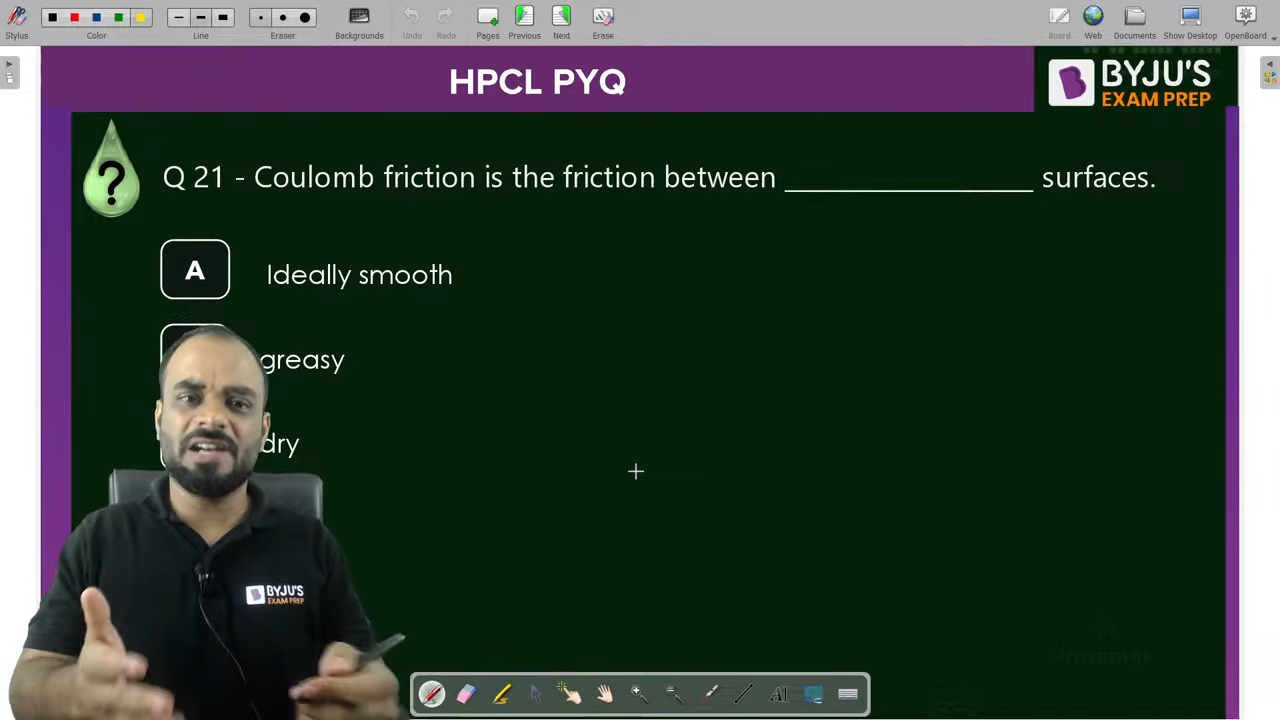 Stylus
Color
Line
Eraser
Backgrounds
Undo
Redo
Pages
Previous
Next
Erase
Board
Web
Documents
Show Desktop
OpenBoard
HPCL PYQ
BYJU'S
EXAM PREP
?
Q 21 - Coulomb friction is the friction between ________________ surfaces.
A
Ideally smooth
greasy
dry
BYJU'S
EXAM PREP
AI